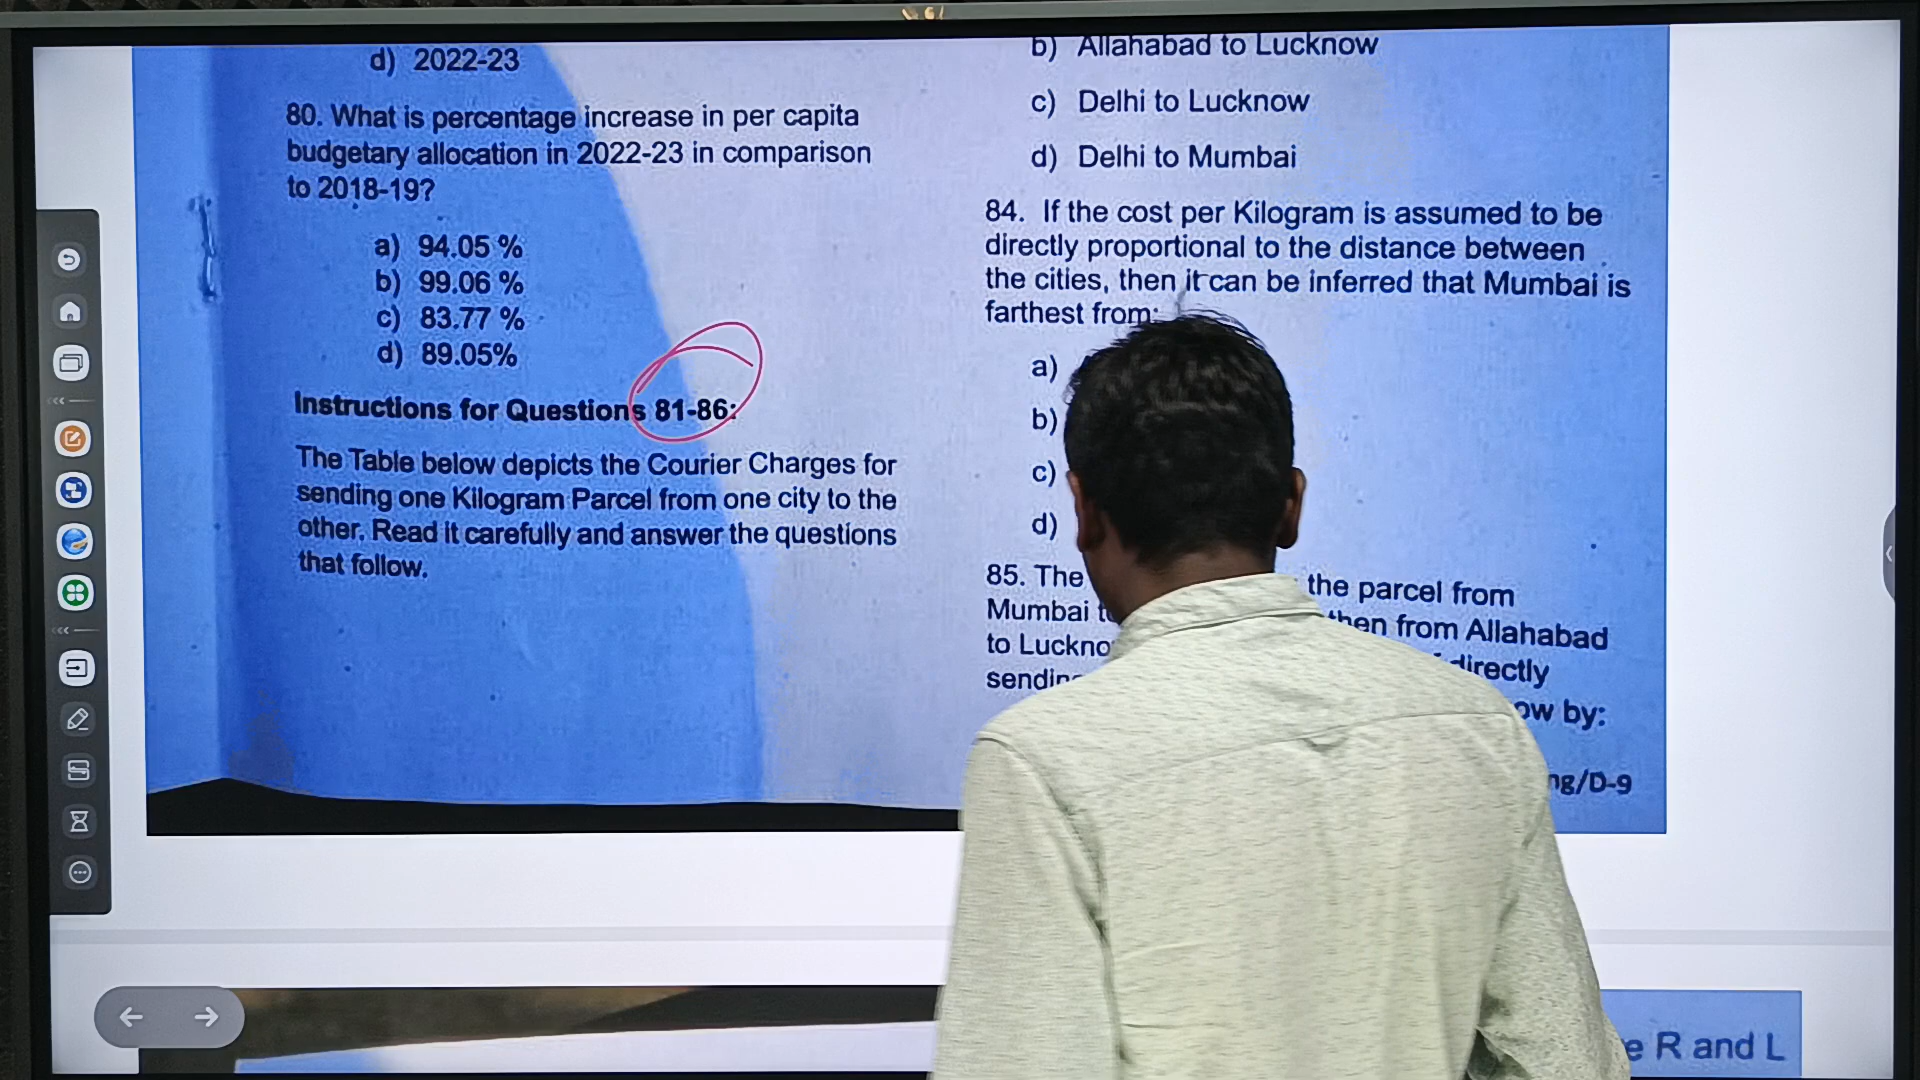 d) 2022-23
80. What is percentage increase in per capita
budgetary allocation in 2022-23 in comparison
to 2018-19?
a) 94.05 %
b) 99.06 %
c) 83.77 %
d) 89.05%
Instructions for Questions 81-86:
The Table below depicts the Courier Charges for
sending one Kilogram Parcel from one city to the
other. Read it carefully and answer the questions
that follow.
b) Allahabad to Lucknow
c) Delhi to Lucknow
d) Delhi to Mumbai
84. If the cost per Kilogram is assumed to be
directly proportional to the distance between
the cities, then it can be inferred that Mumbai is
farthest from:
a)
b)
c)
d)
85. The the parcel from
Mumbai then from Allahabad
to directly
by:
R and L